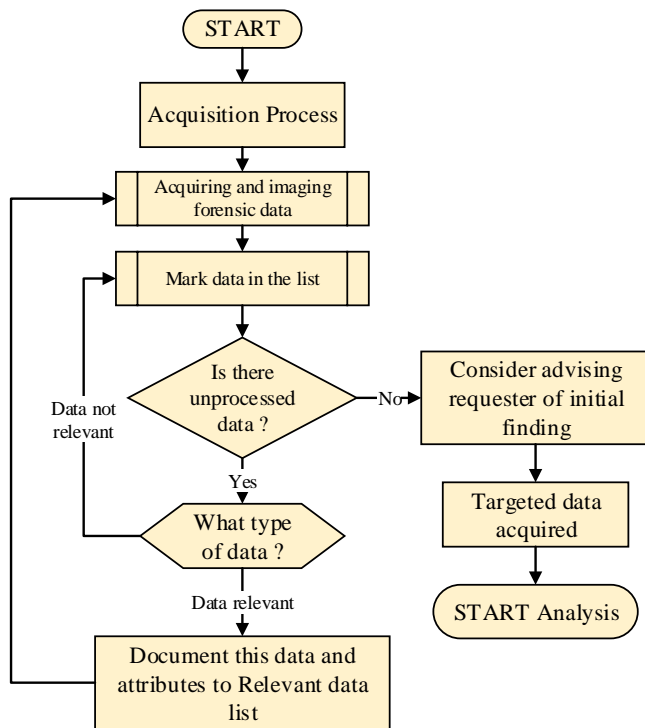 START
Acquisition Process
Acquiring and imaging
forensic data
Mark data in the list
Is there
unprocessed
data ?
No
Consider advising
requester of initial
finding
Data not
relevant
Yes
What type
of data ?
Targeted data
acquired
Data relevant
START Analysis
Document this data and
attributes to Relevant data
list